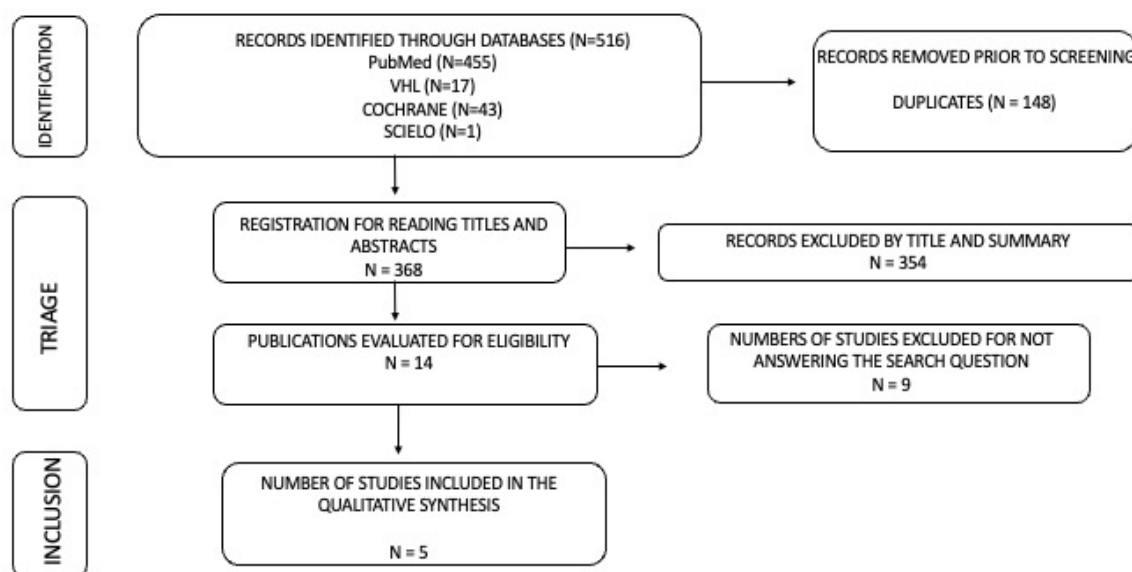 IDENTIFICATION
RECORDS IDENTIFIED THROUGH DATABASES (N=516)
PubMed (N=455)
VHL (N=17)
COCHRANE (N=43)
SCIELO (N=1)
RECORDS REMOVED PRIOR TO SCREENING
DUPLICATES (N = 148)
TRIAGE
REGISTRATION FOR READING TITLES AND
ABSTRACTS
N = 368
RECORDS EXCLUDED BY TITLE AND SUMMARY
N = 354
PUBLICATIONS EVALUATED FOR ELIGIBILITY
N = 14
NUMBERS OF STUDIES EXCLUDED FOR NOT
ANSWERING THE SEARCH QUESTION
N = 9
INCLUSION
NUMBER OF STUDIES INCLUDED IN THE
QUALITATIVE SYNTHESIS
N = 5